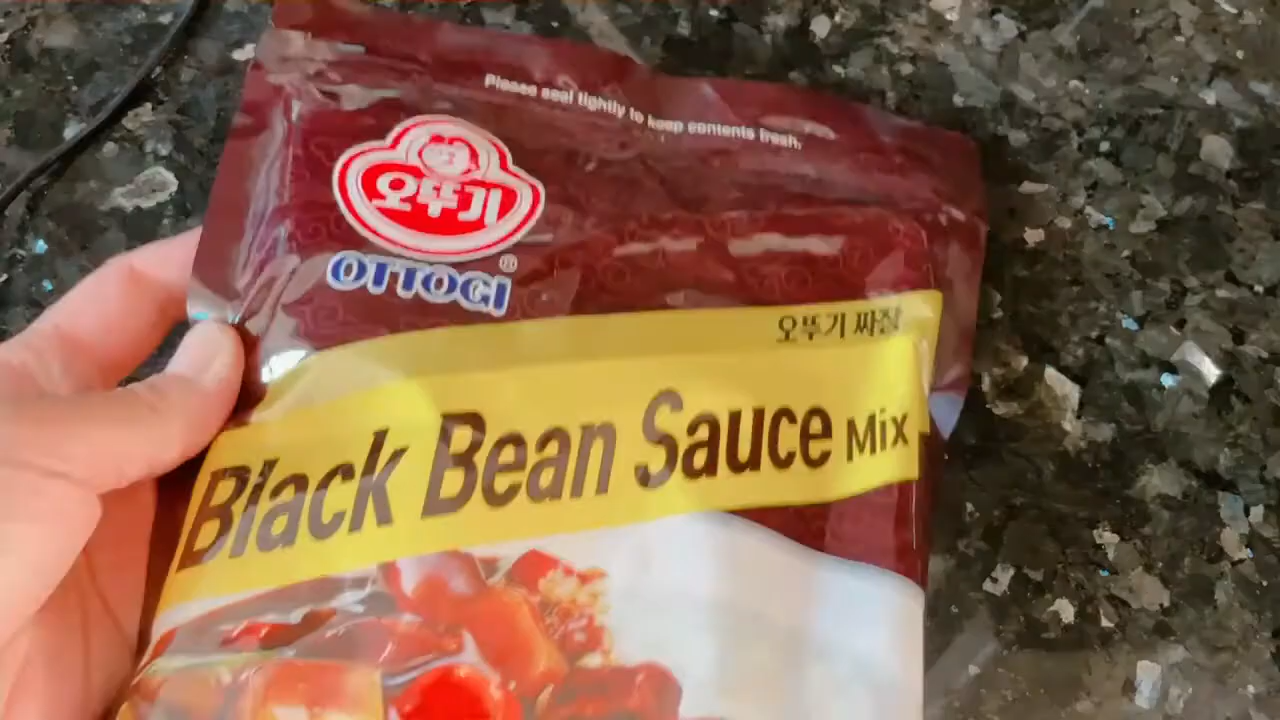 Please seal tightly to keep contents fresh.
오뚜기
OTTOGI®
오뚜기 짜장
Black Bean Sauce Mix